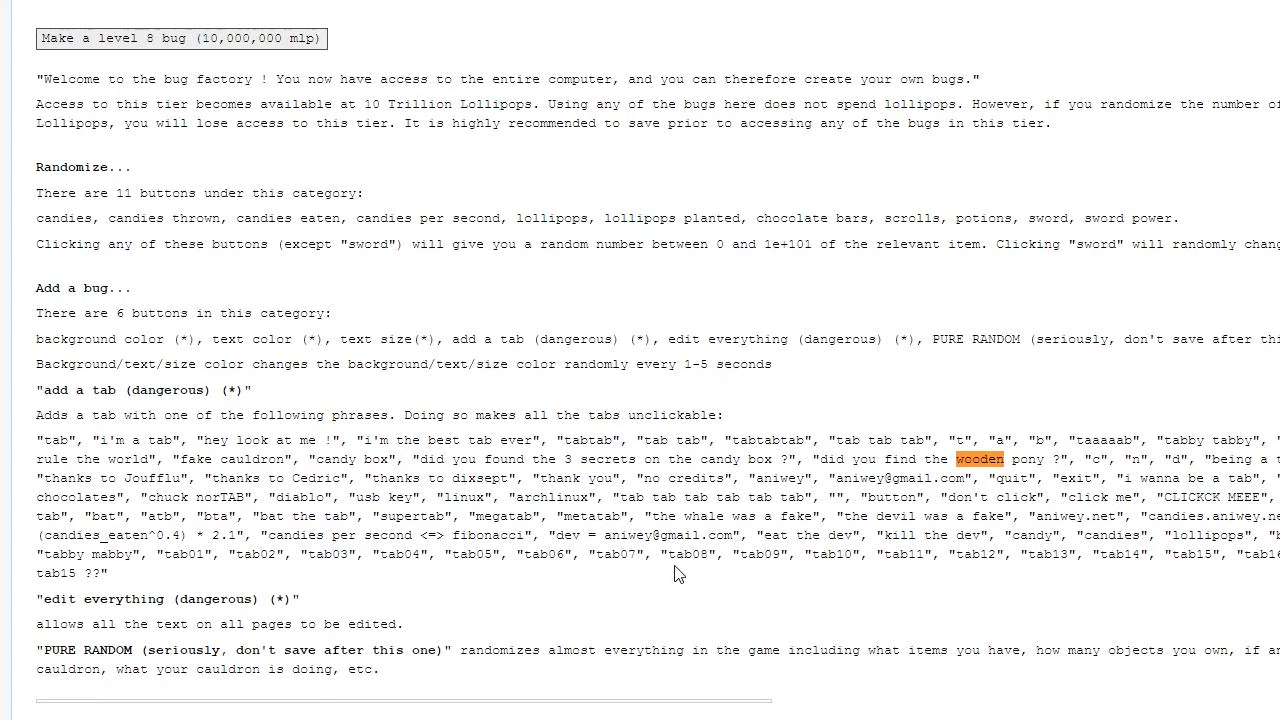 Make a level 8 bug (10,000,000 mlp)
"Welcome to the bug factory ! You now have access to the entire computer, and you can therefore create your own bugs."
Access to this tier becomes available at 10 Trillion Lollipops. Using any of the bugs here does not spend lollipops. However, if you randomize the number of
Lollipops, you will lose access to this tier. It is highly recommended to save prior to accessing any of the bugs in this tier.
Randomize...
There are 11 buttons under this category:
candies, candies thrown, candies eaten, candies per second, lollipops, lollipops planted, chocolate bars, scrolls, potions, sword, sword power.
Clicking any of these buttons (except "sword") will give you a random number between 0 and 1e+101 of the relevant item. Clicking "sword" will randomly
Add a bug...
There are 6 buttons in this category:
background color (*), text color (*), text size(*), add a tab (dangerous) (*), edit everything (dangerous) (*), PURE RANDOM (seriously, don't save after
Background/text/size color changes the background/text/size color randomly every 1-5 seconds
"add a tab (dangerous) (*)"
Adds a tab with one of the following phrases. Doing so makes all the tabs unclickable:
"tab", "i'm a tab", "hey look at me !", "i'm the best tab ever", "tabtab", "tab tab", "tabtabtab", "tab tab tab", "t", "a", "b", "taaaaab", "tabby tabby", "
rule the world", "fake cauldron", "candy box", "did you found the 3 secrets on the candy box ?", "did you find the wooden pony ?", "c", "n", "d", "being a
"thanks to Joufflu", "thanks to Cedric", "thanks to dixsept", "thank you", "no credits", "aniwey", "aniwey@gmail.com", "quit", "exit", "i wanna be a tab",
chocolates", "chuck norTAB", "diablo", "usb key", "linux", "archlinux", "tab tab tab tab tab tab", "", "button", "don't click", "click me", "CLICKCK MEEE",
tab", "bat", "atb", "bta", "bat the tab", "supertab", "megatab", "metatab", "the whale was a fake", "the devil was a fake", "aniwey.net",
(candies_eaten^0.4) * 2.1", "candies per second <=> fibonacci", "dev = aniwey@gmail.com", "eat the dev", "kill the dev", "candy", "candies", "lollipops",
"tabby mabby", "tab01", "tab02", "tab03", "tab04", "tab05", "tab06", "tab07", "tab08", "tab09", "tab10", "tab11", "tab12", "tab13", "tab14", "tab15",
tab15 ??"
"edit everything (dangerous) (*)"
allows all the text on all pages to be edited.
"PURE RANDOM (seriously, don't save after this one)" randomizes almost everything in the game including what items you have, how many objects you own, if
cauldron, what your cauldron is doing, etc.